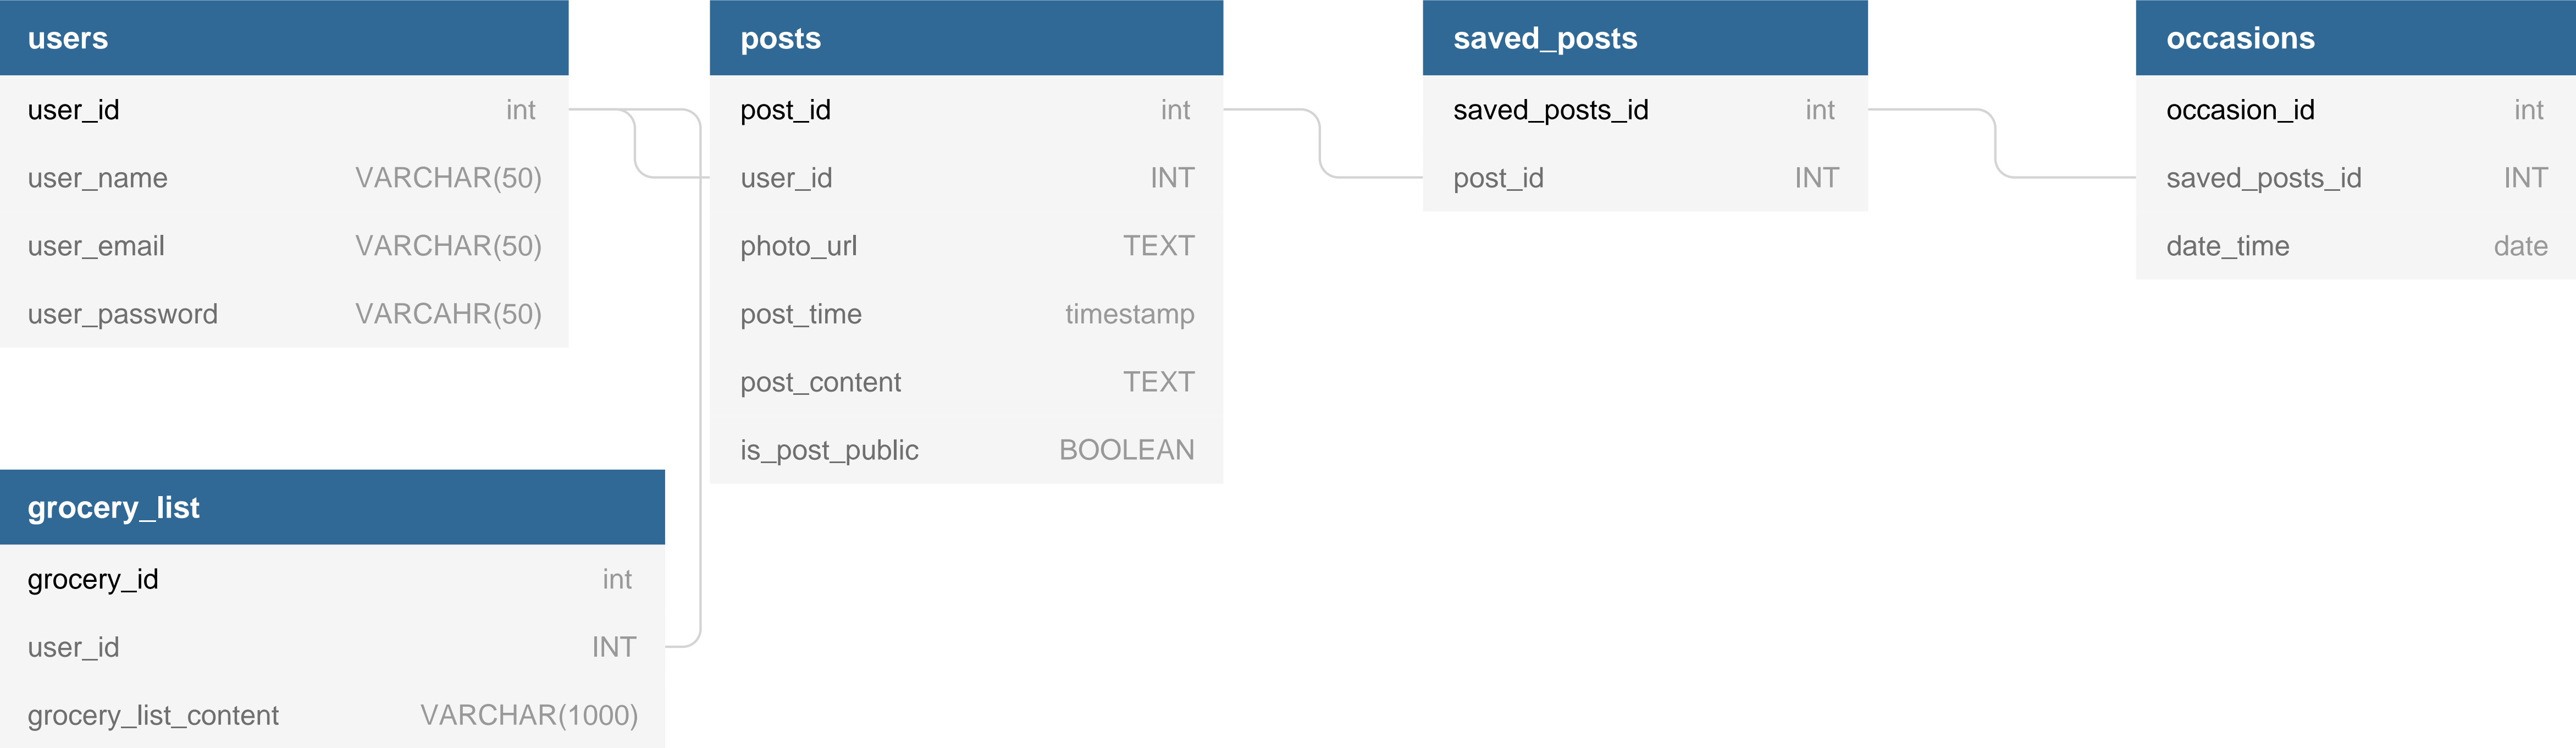 users
user_id int
user_name VARCHAR(50)
user_email VARCHAR(50)
user_password VARCAHR(50)
posts
post_id int
user_id INT
photo_url TEXT
post_time timestamp
post_content TEXT
is_post_public BOOLEAN
saved_posts
saved_posts_id int
post_id INT
occasions
occasion_id int
saved_posts_id INT
date_time date
grocery_list
grocery_id int
user_id INT
grocery_list_content VARCHAR(1000)